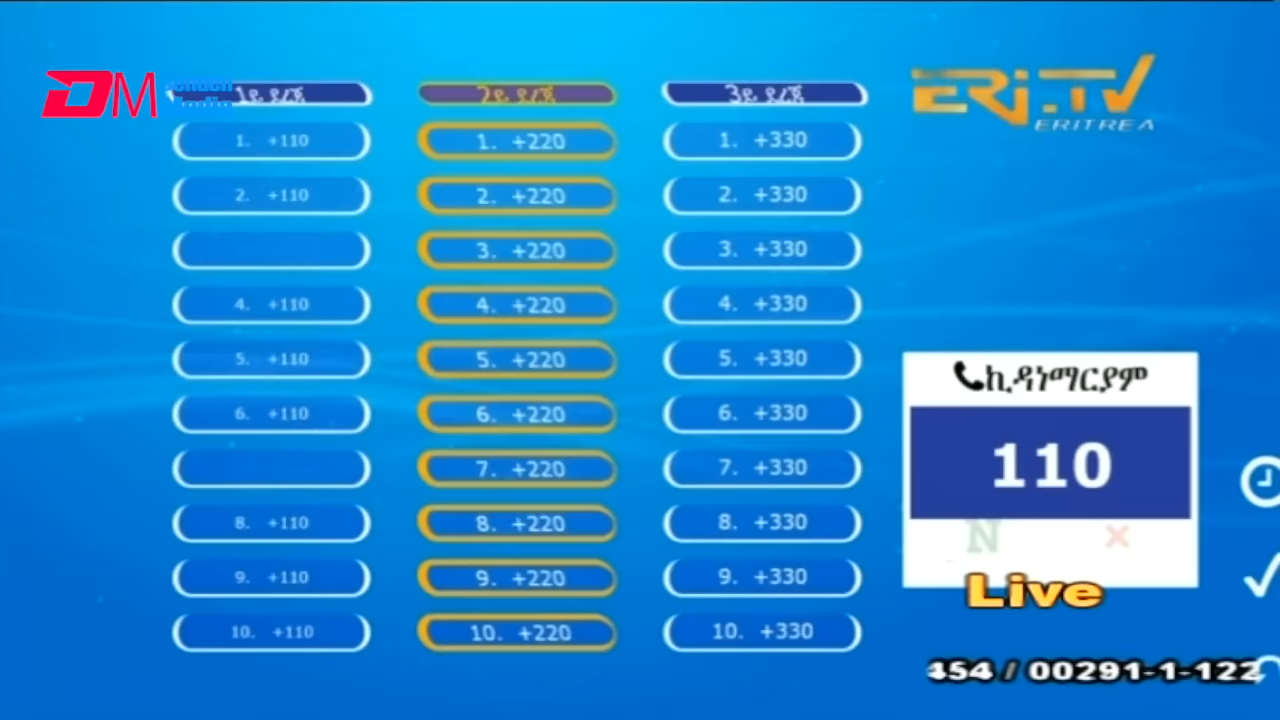 DM
1ይ ደረጃ
2ይ ደረጃ
3ይ ደረጃ
ERi.TV
ERITREA
1. +110
1. +220
1. +330
2. +110
2. +220
2. +330
3. +220
3. +330
4. +110
4. +220
4. +330
5. +110
5. +220
5. +330
6. +110
6. +220
6. +330
7. +220
7. +330
8. +110
8. +220
8. +330
9. +110
9. +220
9. +330
10. +110
10. +220
10. +330
ኪዳነማርያም
110
N ×
Live
454 / 00291-1-122